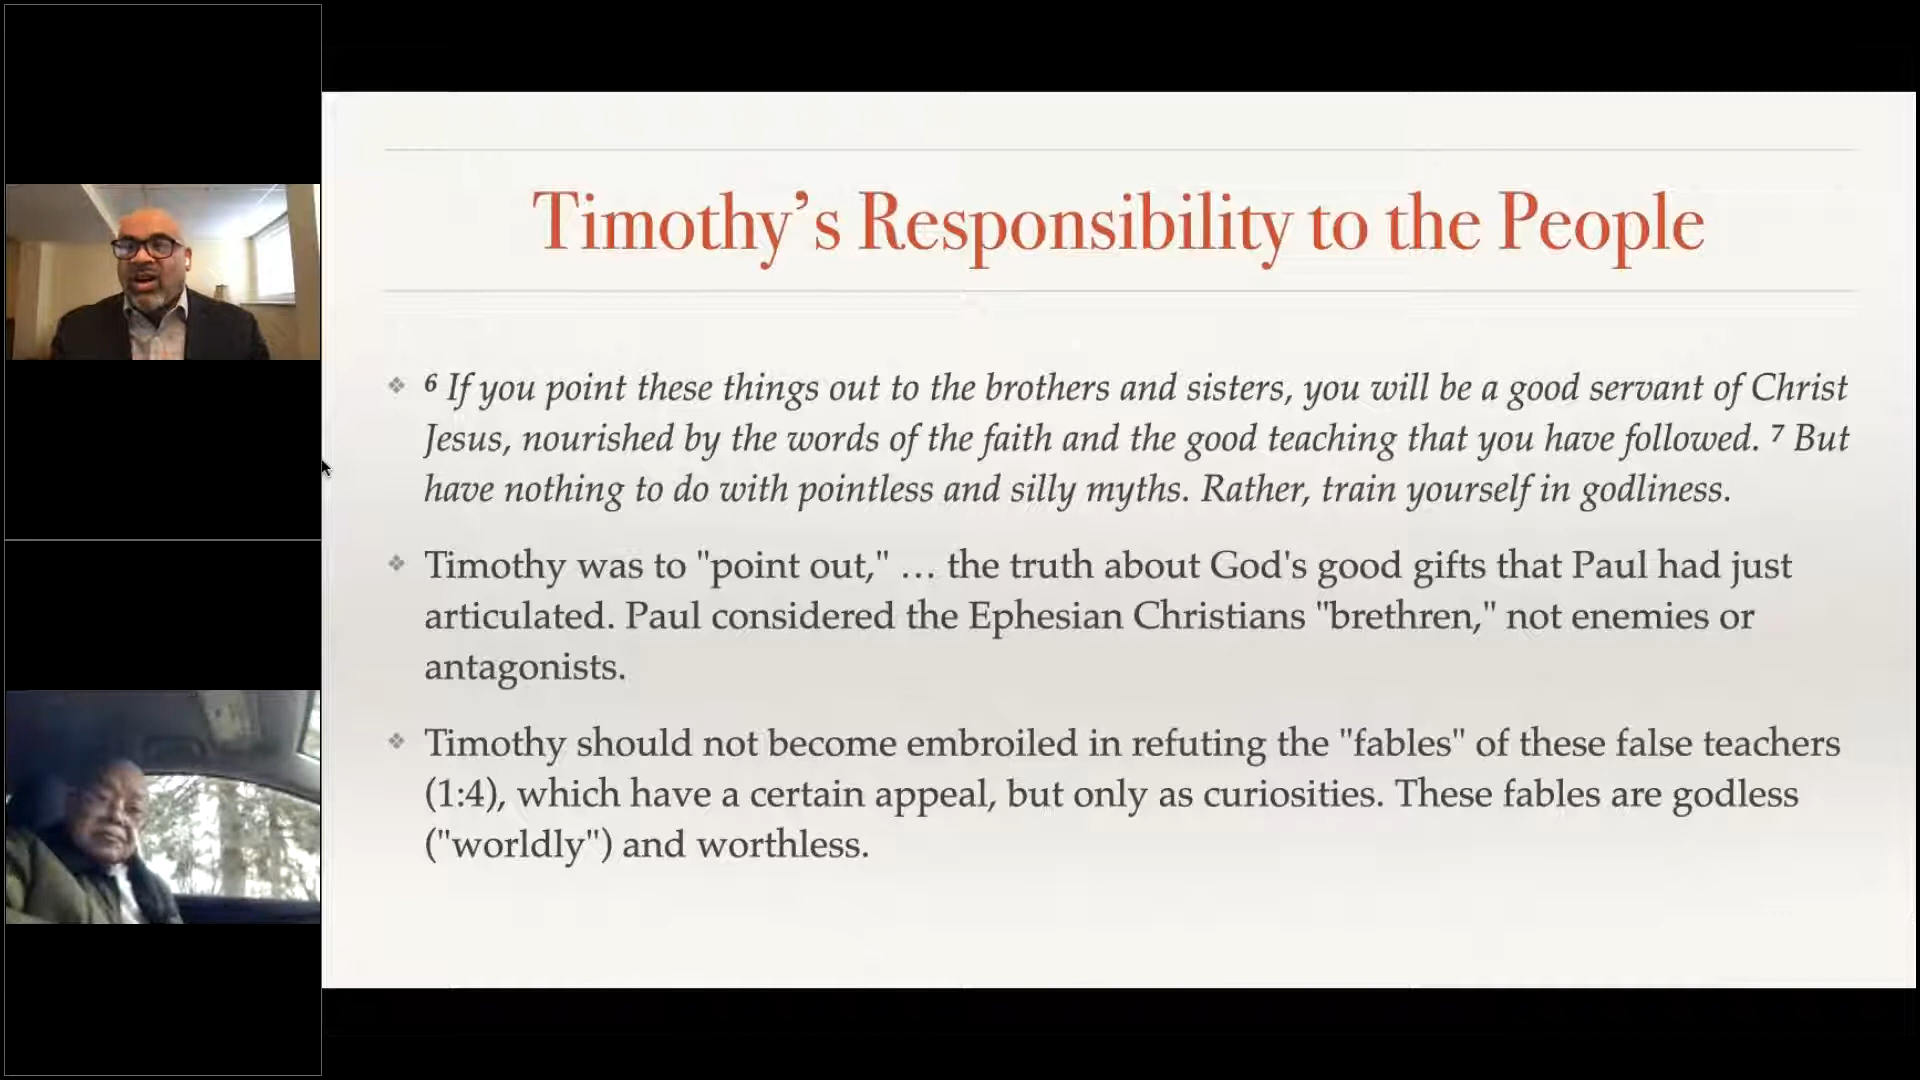 Timothy’s Responsibility to the People
⁶ If you point these things out to the brothers and sisters, you will be a good servant of Christ
Jesus, nourished by the words of the faith and the good teaching that you have followed. ⁷ But
have nothing to do with pointless and silly myths. Rather, train yourself in godliness.
Timothy was to "point out," … the truth about God's good gifts that Paul had just
articulated. Paul considered the Ephesian Christians "brethren," not enemies or
antagonists.
Timothy should not become embroiled in refuting the "fables" of these false teachers
(1:4), which have a certain appeal, but only as curiosities. These fables are godless
("worldly") and worthless.